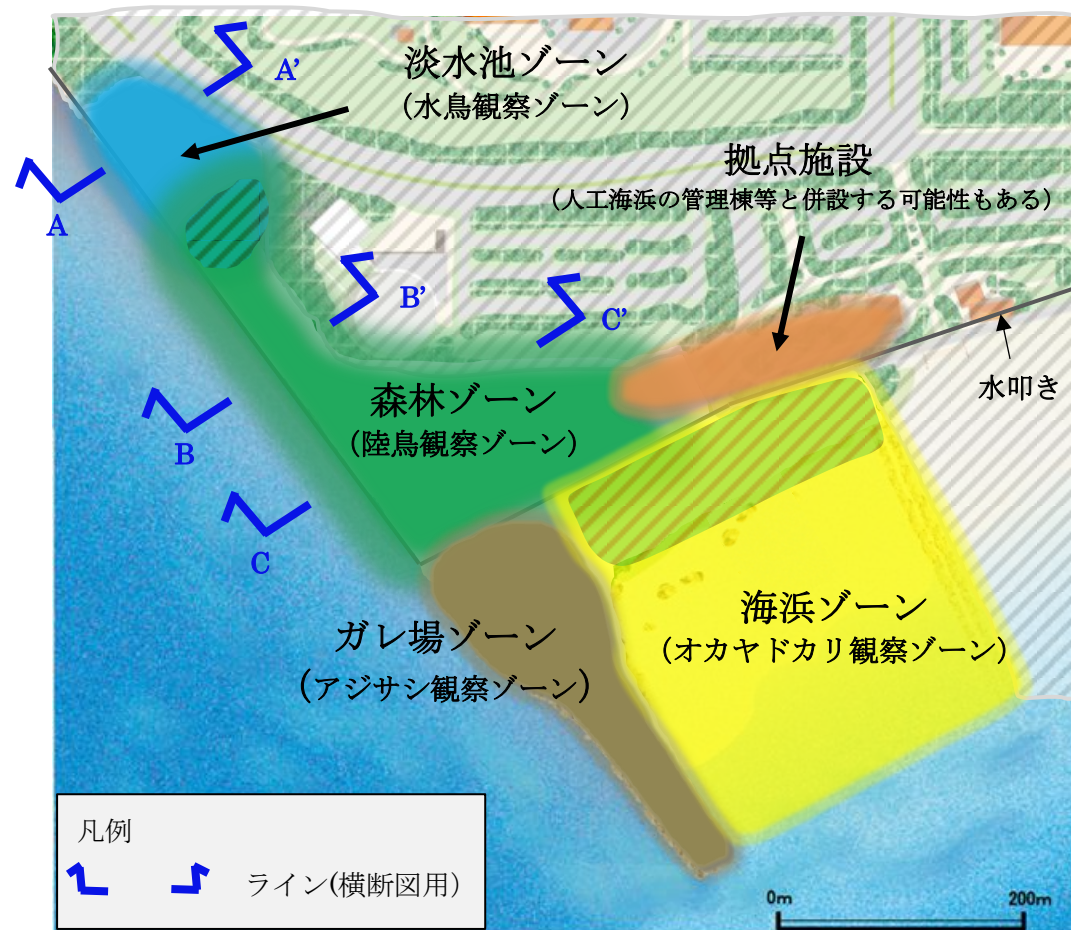 淡水池ゾーン
(水鳥観察ゾーン)
A'
A
拠点施設
(人工海浜の管理棟等と併設する可能性もある)
B'
C'
水叩き
森林ゾーン
(陸鳥観察ゾーン)
B
C
海浜ゾーン
(オカヤドカリ観察ゾーン)
ガレ場ゾーン
(アジサシ観察ゾーン)
凡例
ライン(横断図用)
0m 200m